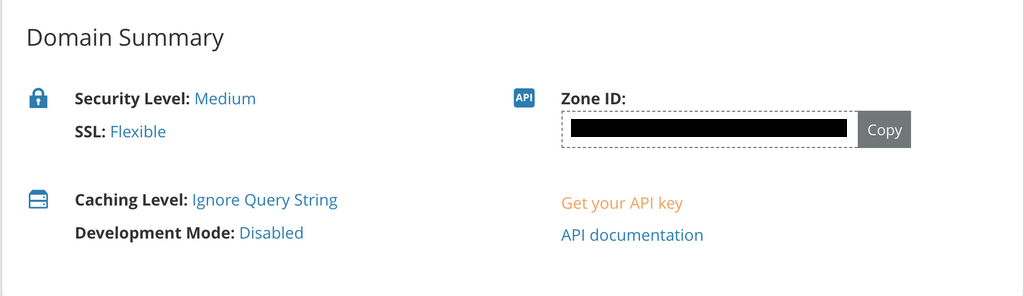 Domain Summary
Security Level: Medium
SSL: Flexible
API
Zone ID:
Copy
Caching Level: Ignore Query String
Development Mode: Disabled
Get your API key
API documentation